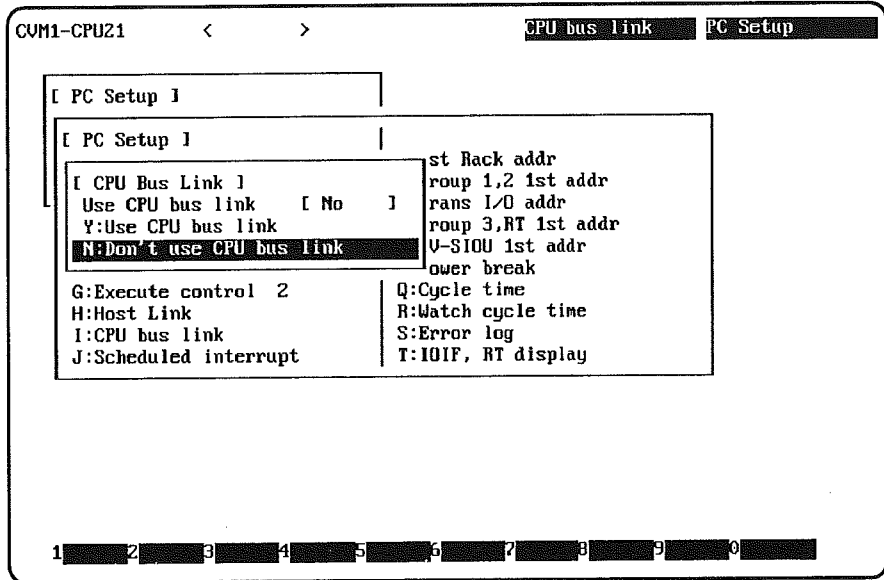 CVM1-CPU21 < > CPU bus link PC Setup
[ PC Setup ]
[ PC Setup ]
[ CPU Bus Link ]
Use CPU bus link [ No ]
Y:Use CPU bus link
N:Don't use CPU bus link
st Rack addr
roup 1,2 1st addr
rans I/O addr
roup 3,RT 1st addr
V-SIOU 1st addr
ower break
G:Execute control 2
H:Host Link
I:CPU bus link
J:Scheduled interrupt
Q:Cycle time
R:Watch cycle time
S:Error log
T:IOIF, RT display
1 2 3 4 5 6 7 8 9 0